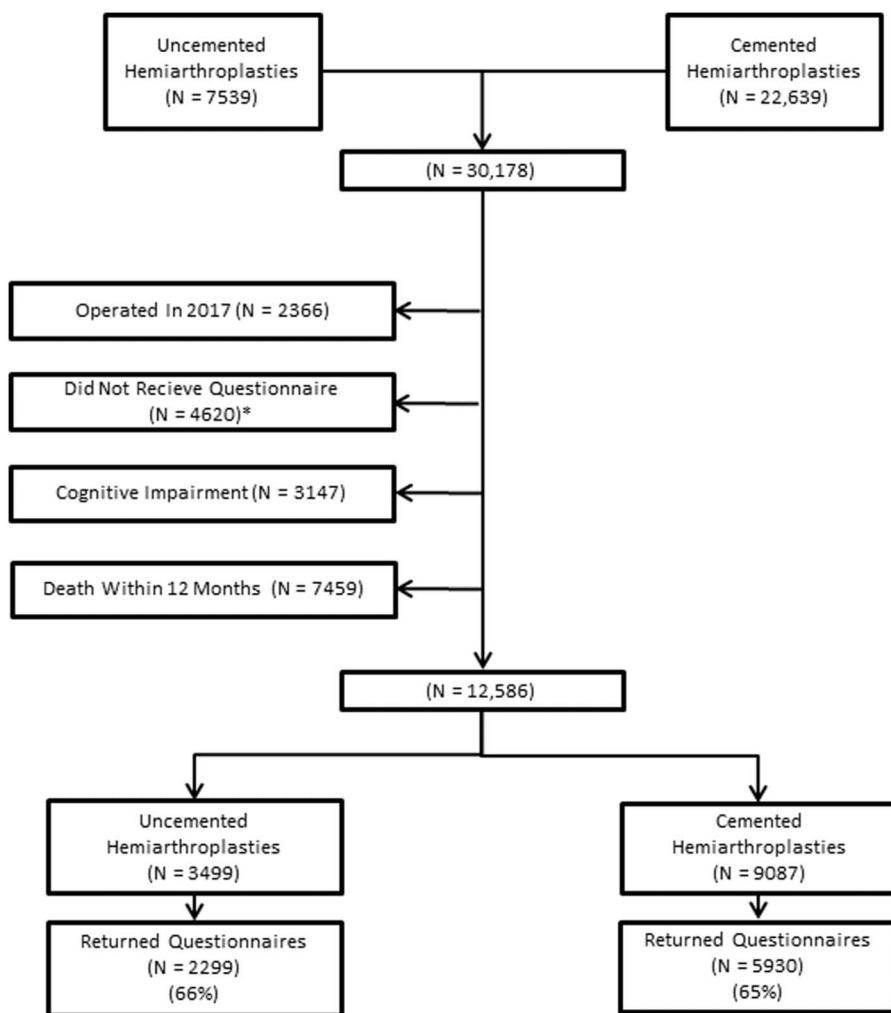 Uncemented
Hemiarthroplasties
(N = 7539)
Cemented
Hemiarthroplasties
(N = 22,639)
(N = 30,178)
Operated In 2017 (N = 2366)
Did Not Recieve Questionnaire
(N = 4620)*
Cognitive Impairment (N = 3147)
Death Within 12 Months (N = 7459)
(N = 12,586)
Uncemented
Hemiarthroplasties
(N = 3499)
Cemented
Hemiarthroplasties
(N = 9087)
Returned Questionnaires
(N = 2299)
(66%)
Returned Questionnaires
(N = 5930)
(65%)